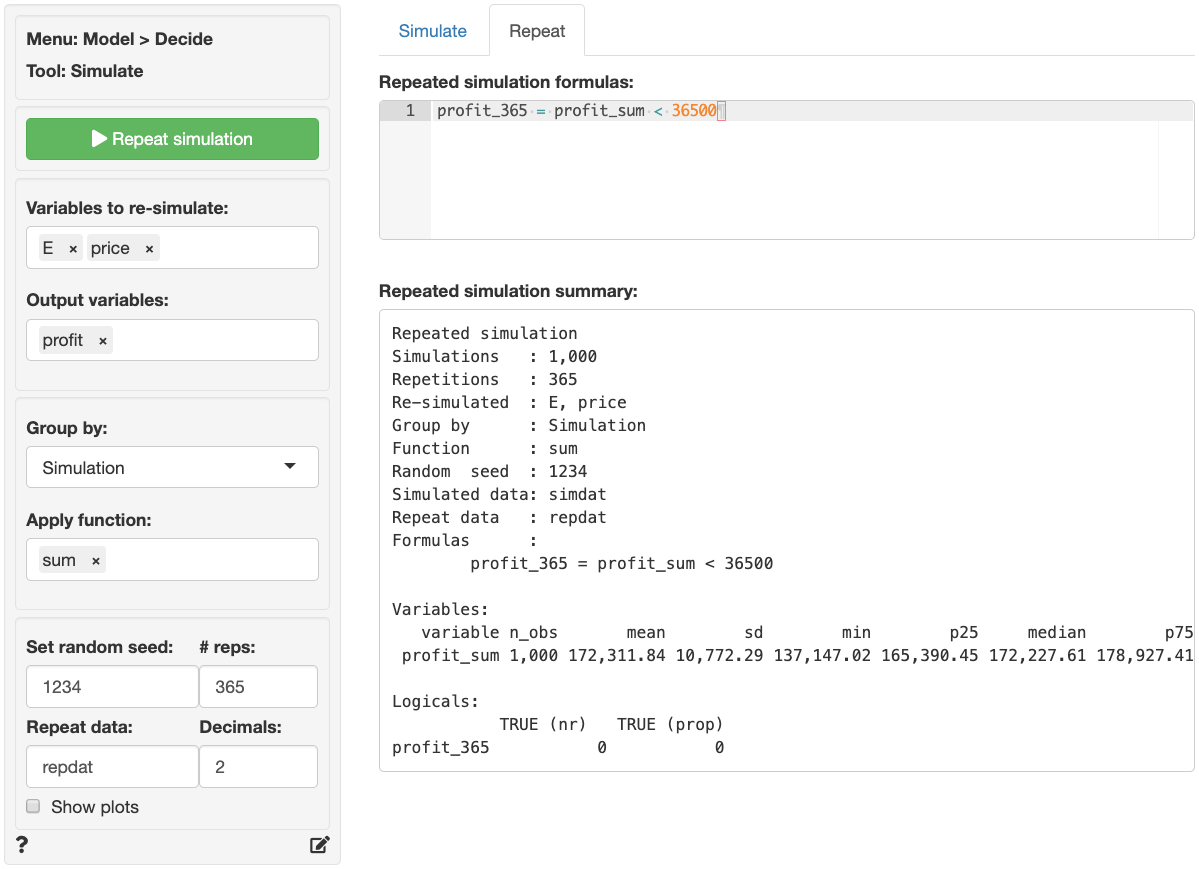 Menu: Model > Decide
Tool: Simulate
Repeat simulation
Variables to re-simulate:
E × price ×
Output variables:
profit ×
Group by:
Simulation
Apply function:
sum ×
Set random seed: # reps:
1234 365
Repeat data: Decimals:
repdat 2
Show plots
?
Simulate Repeat
Repeated simulation formulas:
1 profit_365 = profit_sum < 36500
Repeated simulation summary:
Repeated simulation
Simulations   : 1,000
Repetitions   : 365
Re-simulated  : E, price
Group by      : Simulation
Function      : sum
Random  seed  : 1234
Simulated data: simdat
Repeat data   : repdat
Formulas      :
profit_365 = profit_sum < 36500
Variables:
variable n_obs mean sd min p25 median p75
profit_sum 1,000 172,311.84 10,772.29 137,147.02 165,390.45 172,227.61 178,927.41
Logicals:
TRUE (nr) TRUE (prop)
profit_365 0 0